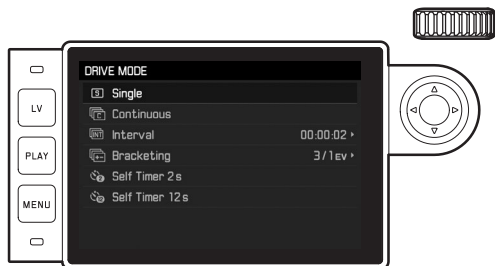 LV
PLAY
MENU
DRIVE MODE
S Single
C Continuous
INT Interval 00:00:02
Bracketing 3/1EV
Self Timer 2s
Self Timer 12s